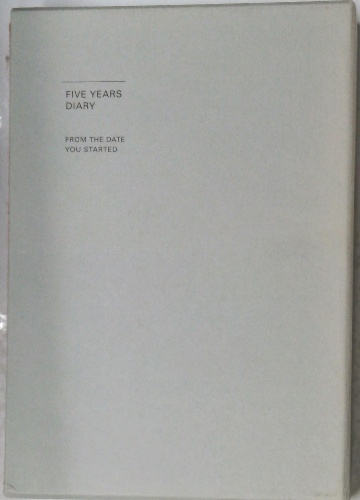 FIVE YEARS
DIARY
FROM THE DATE
YOU STARTED